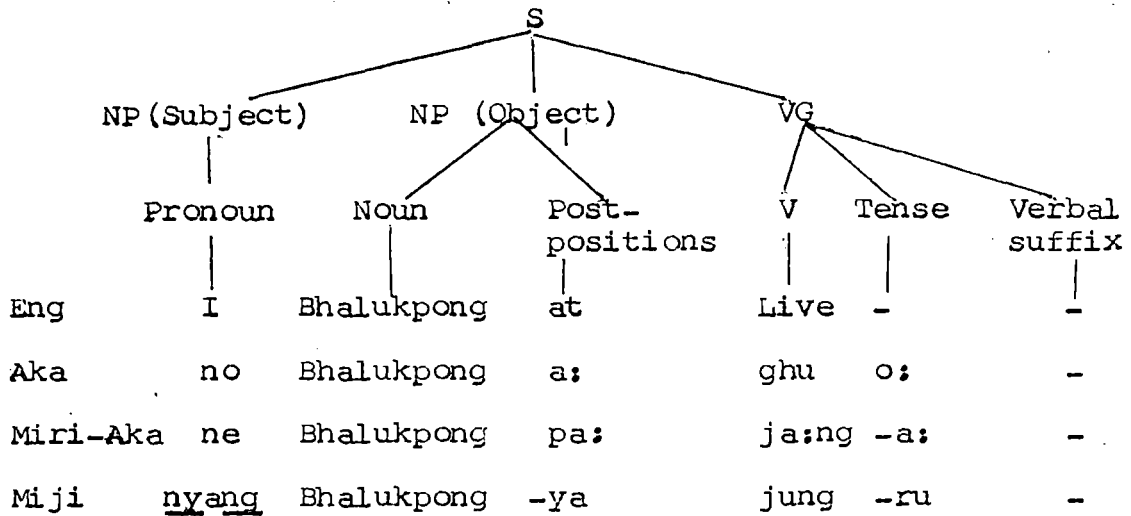 S
NP(Subject) NP (Object) VG
Pronoun Noun Post- V Tense Verbal
positions suffix
Eng I Bhalukpong at Live - -
Aka no Bhalukpong a: ghu o: -
Miri-Aka ne Bhalukpong pa: ja:ng -a: -
Miji nyang Bhalukpong -ya jung -ru -